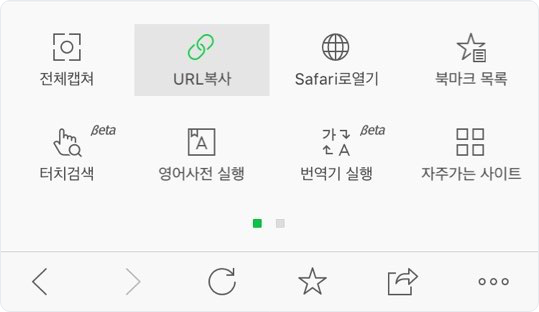 전체캡쳐
URL복사
Safari로열기
북마크 목록
βeta
βeta
터치검색
영어사전 실행
번역기 실행
자주가는 사이트